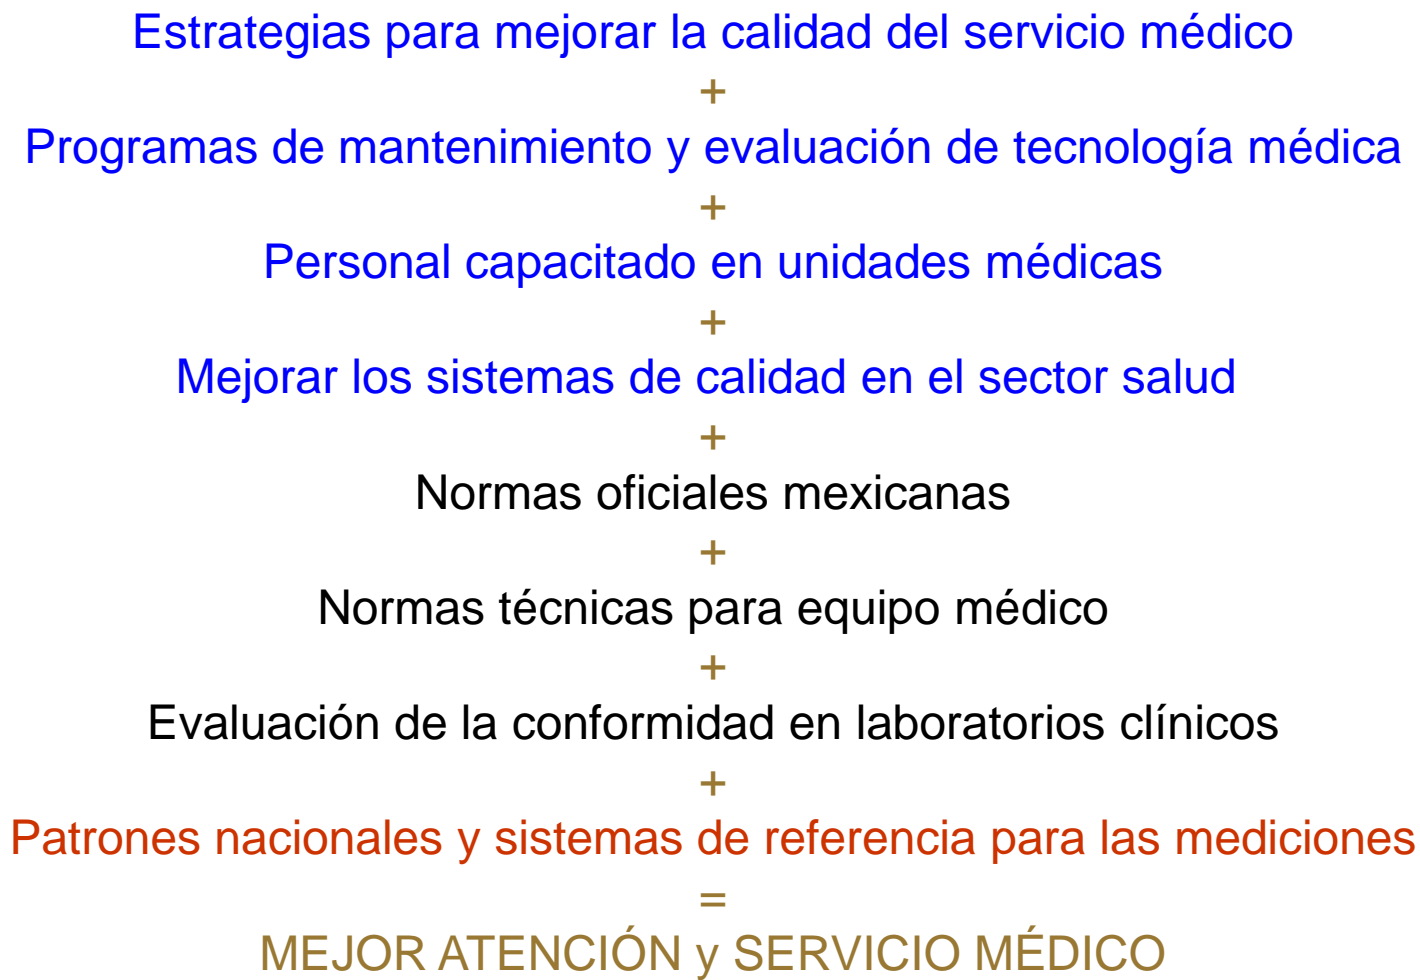 Estrategias para mejorar la calidad del servicio médico
+
Programas de mantenimiento y evaluación de tecnología médica
+
Personal capacitado en unidades médicas
+
Mejorar los sistemas de calidad en el sector salud
+
Normas oficiales mexicanas
+
Normas técnicas para equipo médico
+
Evaluación de la conformidad en laboratorios clínicos
+
Patrones nacionales y sistemas de referencia para las mediciones
=
MEJOR ATENCIÓN y SERVICIO MÉDICO